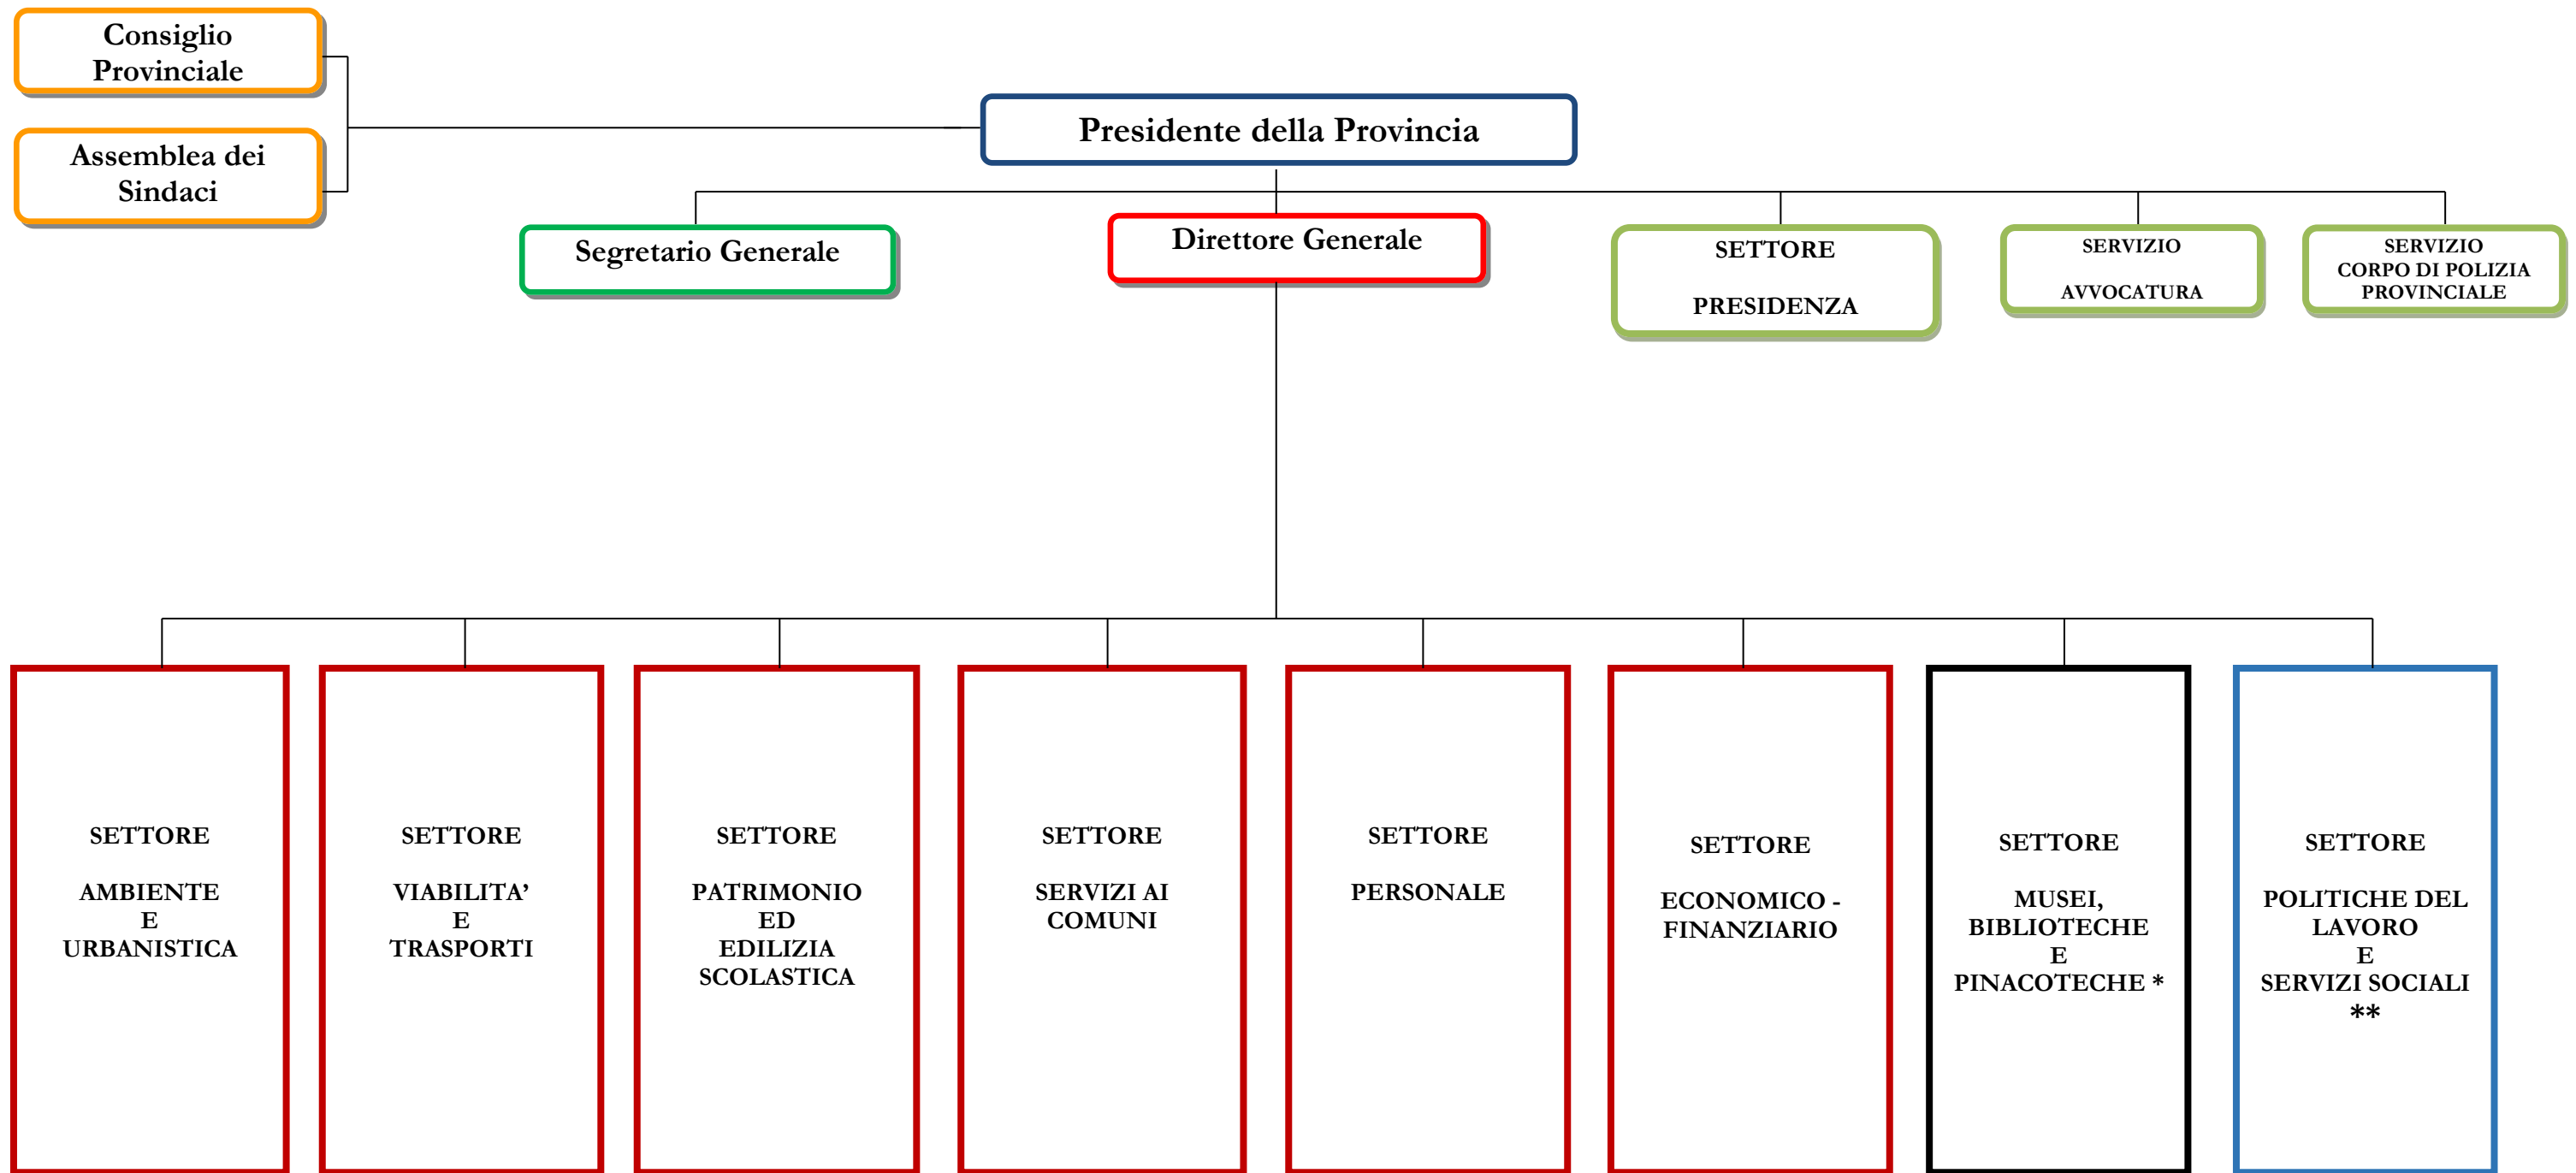 Consiglio
Provinciale
Assemblea dei
Sindaci
Presidente della Provincia
Segretario Generale
Direttore Generale
SETTORE
PRESIDENZA
SERVIZIO
AVVOCATURA
SERVIZIO
CORPO DI POLIZIA
PROVINCIALE
SETTORE
AMBIENTE
E
URBANISTICA
SETTORE
VIABILITA’
E
TRASPORTI
SETTORE
PATRIMONIO
ED
EDILIZIA
SCOLASTICA
SETTORE
SERVIZI AI
COMUNI
SETTORE
PERSONALE
SETTORE
ECONOMICO -
FINANZIARIO
SETTORE
MUSEI,
BIBLIOTECHE
E
PINACOTECHE *
SETTORE
POLITICHE DEL
LAVORO
E
SERVIZI SOCIALI
**